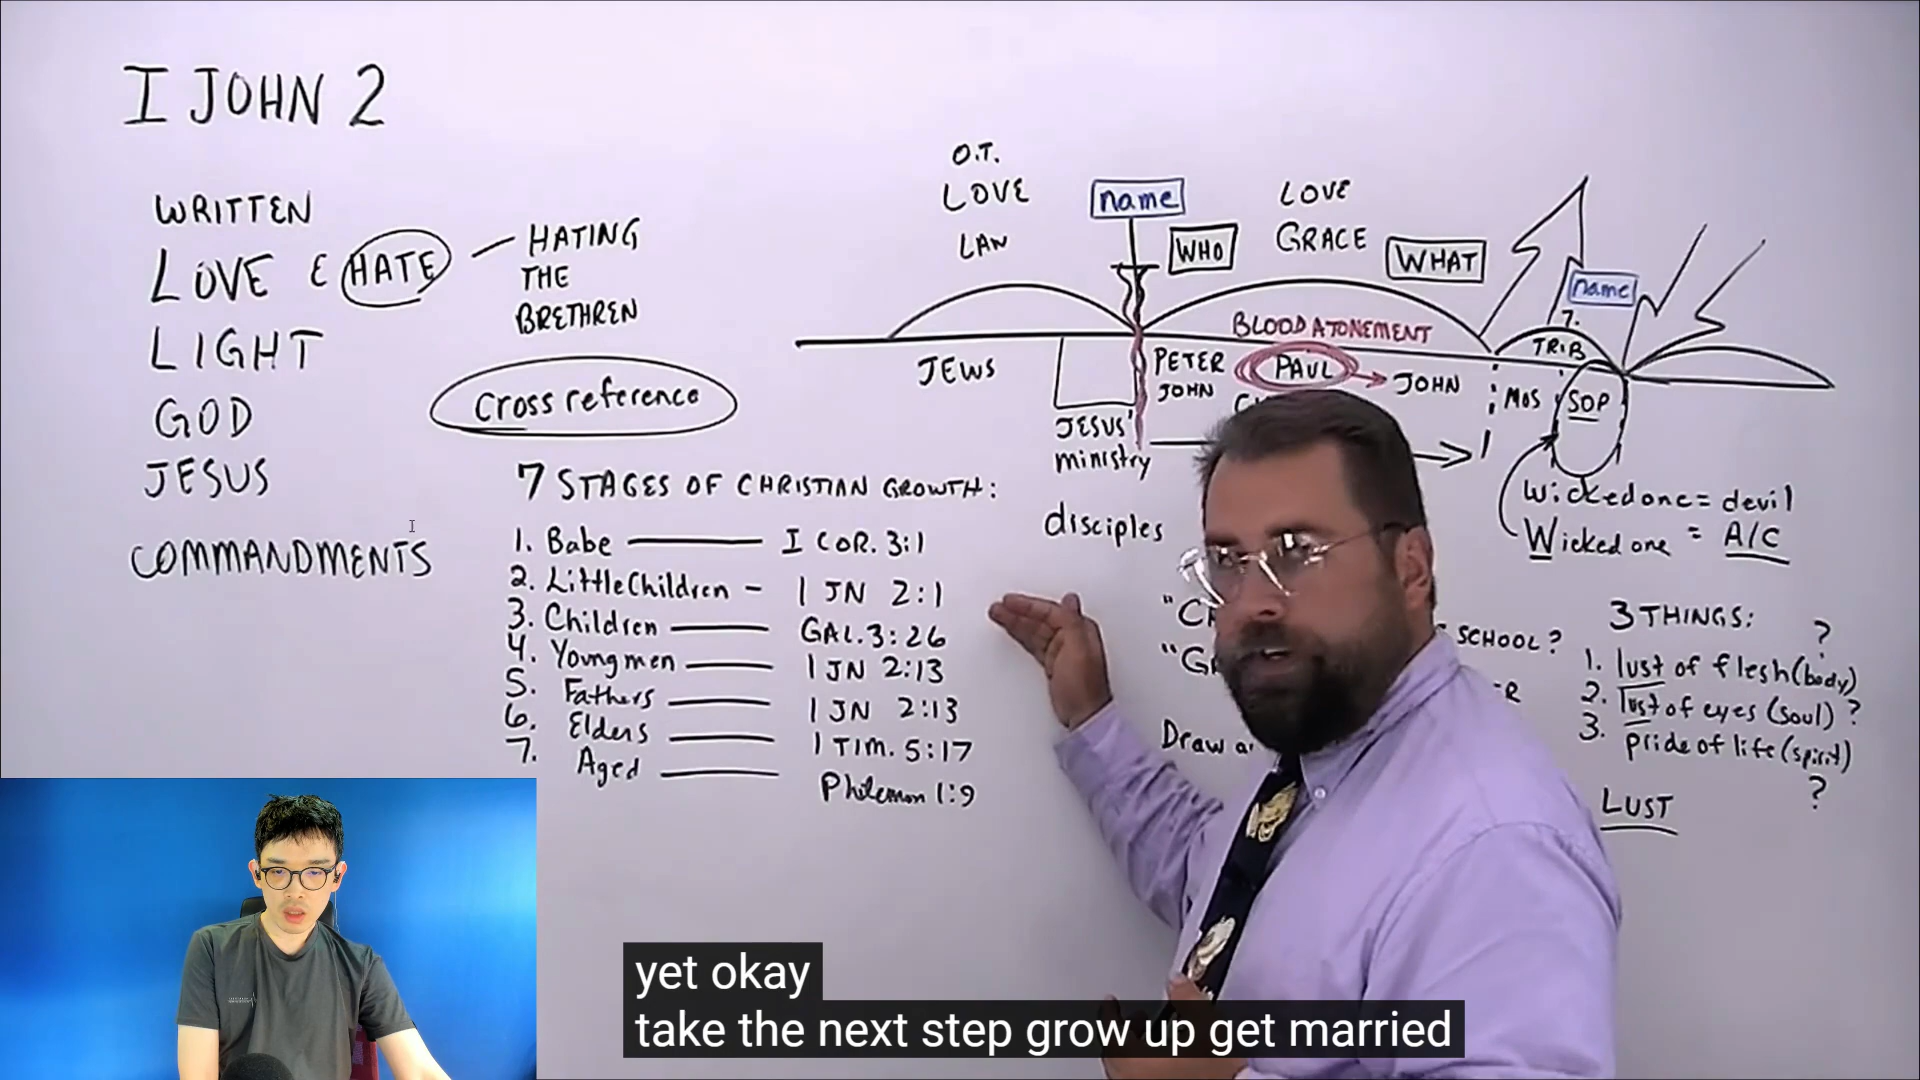 I JOHN 2
WRITTEN
LOVE & HATE — HATING
THE
BRETHREN
LIGHT
GOD
JESUS
COMMANDMENTS
Cross reference
7 STAGES OF CHRISTIAN GROWTH:
1. Babe — I COR. 3:1
2. Little Children - 1 JN 2:1
3. Children — GAL. 3:26
4. Young men — 1 JN 2:13
5. Fathers — 1 JN 2:13
6. Elders — 1 TIM. 5:17
7. Aged — Philemon 1:9
O.T.
LOVE
LAW
name
WHO
LOVE
GRACE
WHAT
name
7.
BLOOD ATONEMENT
TRIB
JEWS
PETER
JOHN
PAUL
JOHN
MOS
SOP
JESUS'
ministry
disciples
Wicked one = devil
Wicked one = A/C
SCHOOL?
Draw
3 THINGS:
?
1. lust of flesh (body)
2. lust of eyes (soul) ?
3. pride of life (spirit)
?
LUST
yet okay
take the next step grow up get married